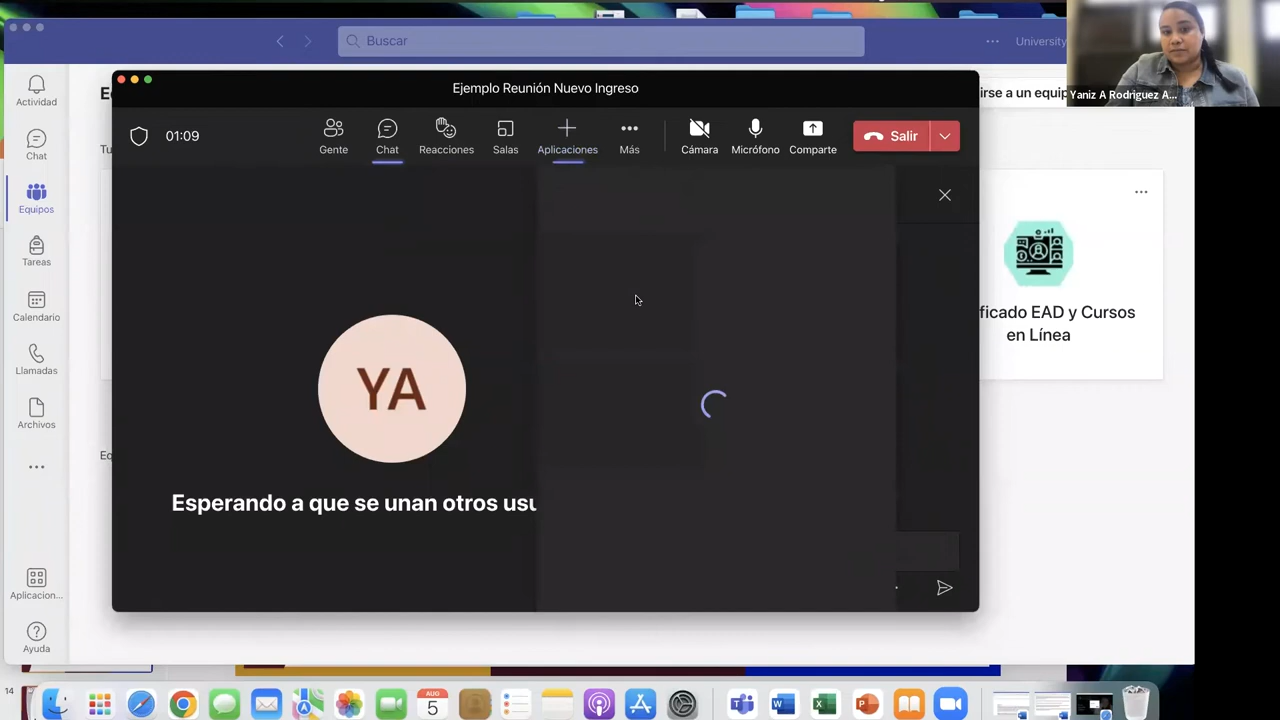 Buscar
University
Yaniz A Rodriguez A...
Actividad
Chat
Equipos
Tareas
Calendario
Llamadas
Archivos
Aplicacion...
Ayuda
irse a un equip
Ejemplo Reunión Nuevo Ingreso
01:09
Gente
Chat
Reacciones
Salas
Aplicaciones
Más
Cámara
Micrófono
Comparte
Salir
YA
Esperando a que se unan otros usu
ficado EAD y Cursos
en Línea
14
AUG
5